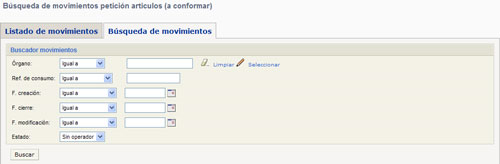 Búsqueda de movimientos petición artículos (a conformar)
Listado de movimientos Búsqueda de movimientos
Buscador movimientos
Órgano: Igual a Limpiar Seleccionar
Ref. de consumo: Igual a
F. creación: Igual a
F. cierre: Igual a
F. modificación: Igual a
Estado: Sin operador
Buscar